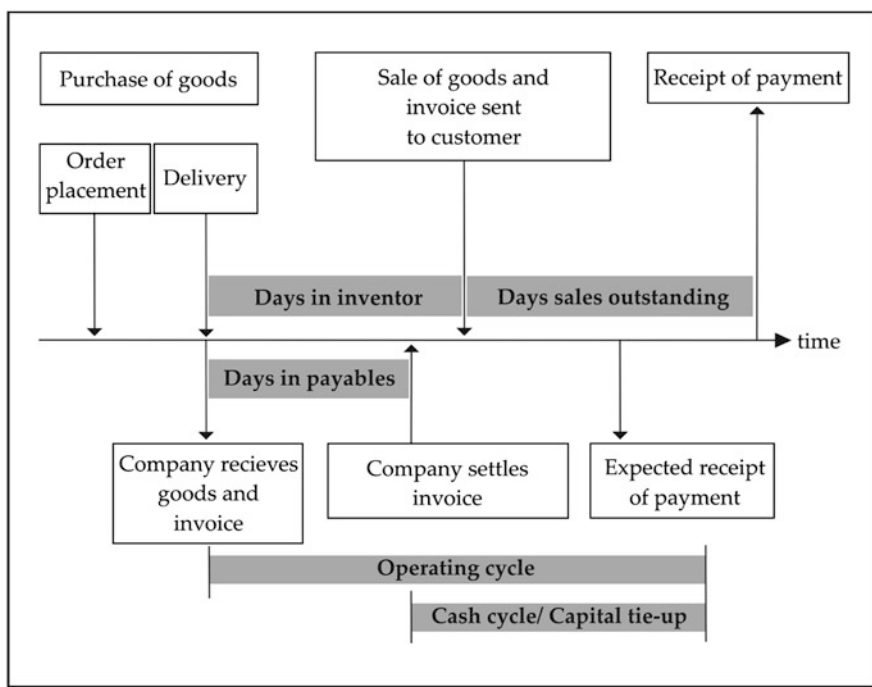 Purchase of goods
Sale of goods and
invoice sent
to customer
Receipt of payment
Order
placement
Delivery
Days in inventor
Days sales outstanding
time
Days in payables
Company recieves
goods and
invoice
Company settles
invoice
Expected receipt
of payment
Operating cycle
Cash cycle/ Capital tie-up